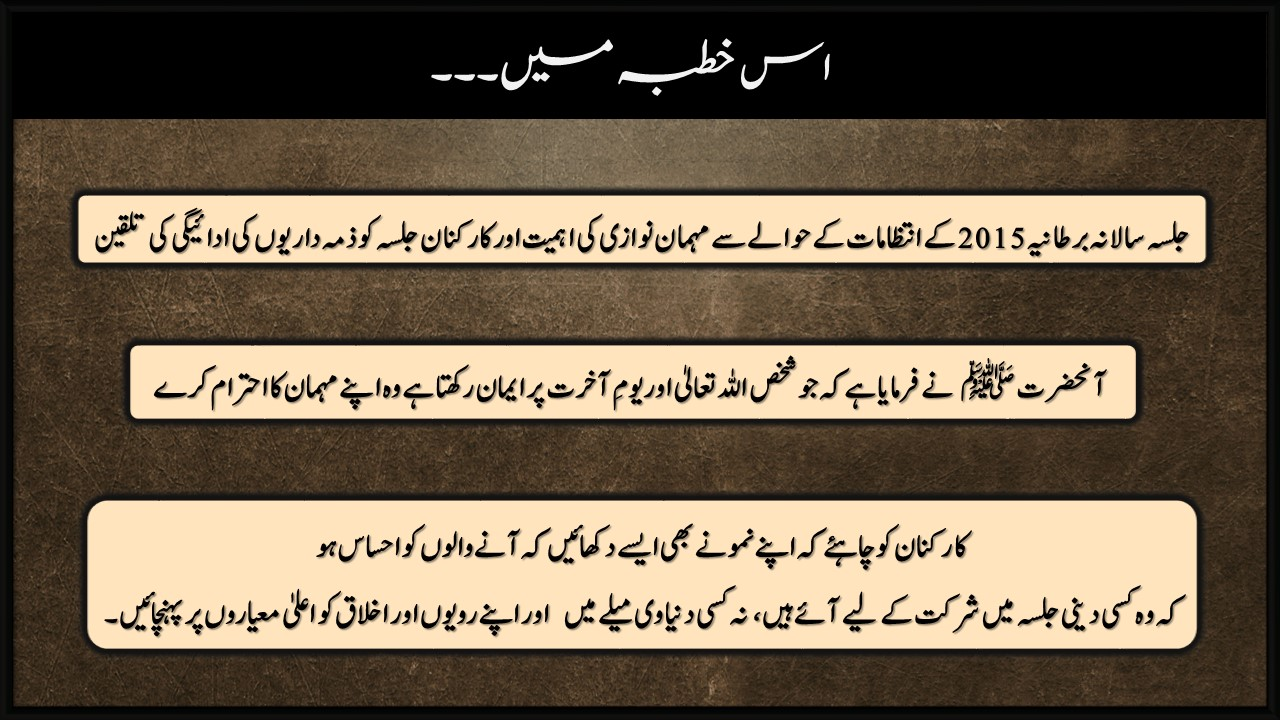 اس خطبہ میں۔۔۔
جلسہ سالانہ برطانیہ 2015 کے انتظامات کے حوالے سے مہمان نوازی کی اہمیت اور کارکنان جلسہ کو ذمہ داریوں کی ادائیگی کی تلقین
آنحضرت ﷺ نے فرمایا ہے کہ جو شخص اللہ تعالیٰ اور یومِ آخرت پر ایمان رکھتا ہے وہ اپنے مہمان کا احترام کرے
کارکنان کو چاہئے کہ اپنے نمونے بھی ایسے دکھائیں کہ آنے والوں کو احساس ہو
کہ وہ کسی دینی جلسہ میں شرکت کے لیے آئے ہیں، نہ کسی دنیاوی میلے میں اور اپنے رویوں اور اخلاق کو اعلیٰ معیاروں پر پہنچائیں۔